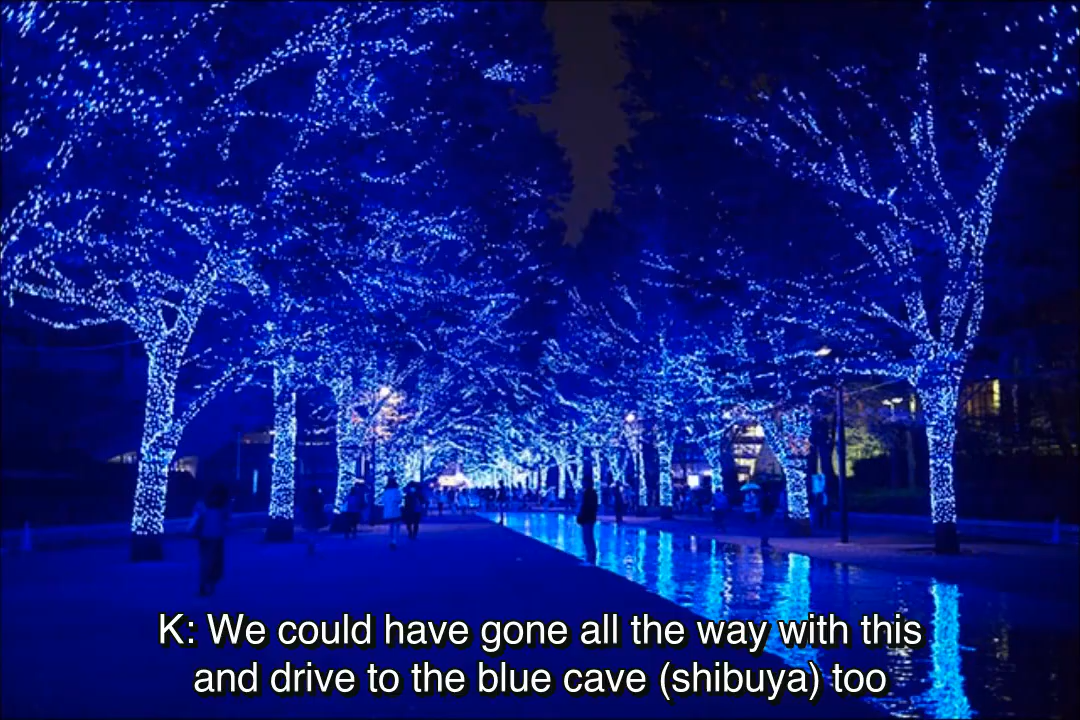 K: We could have gone all the way with this
and drive to the blue cave (shibuya) too